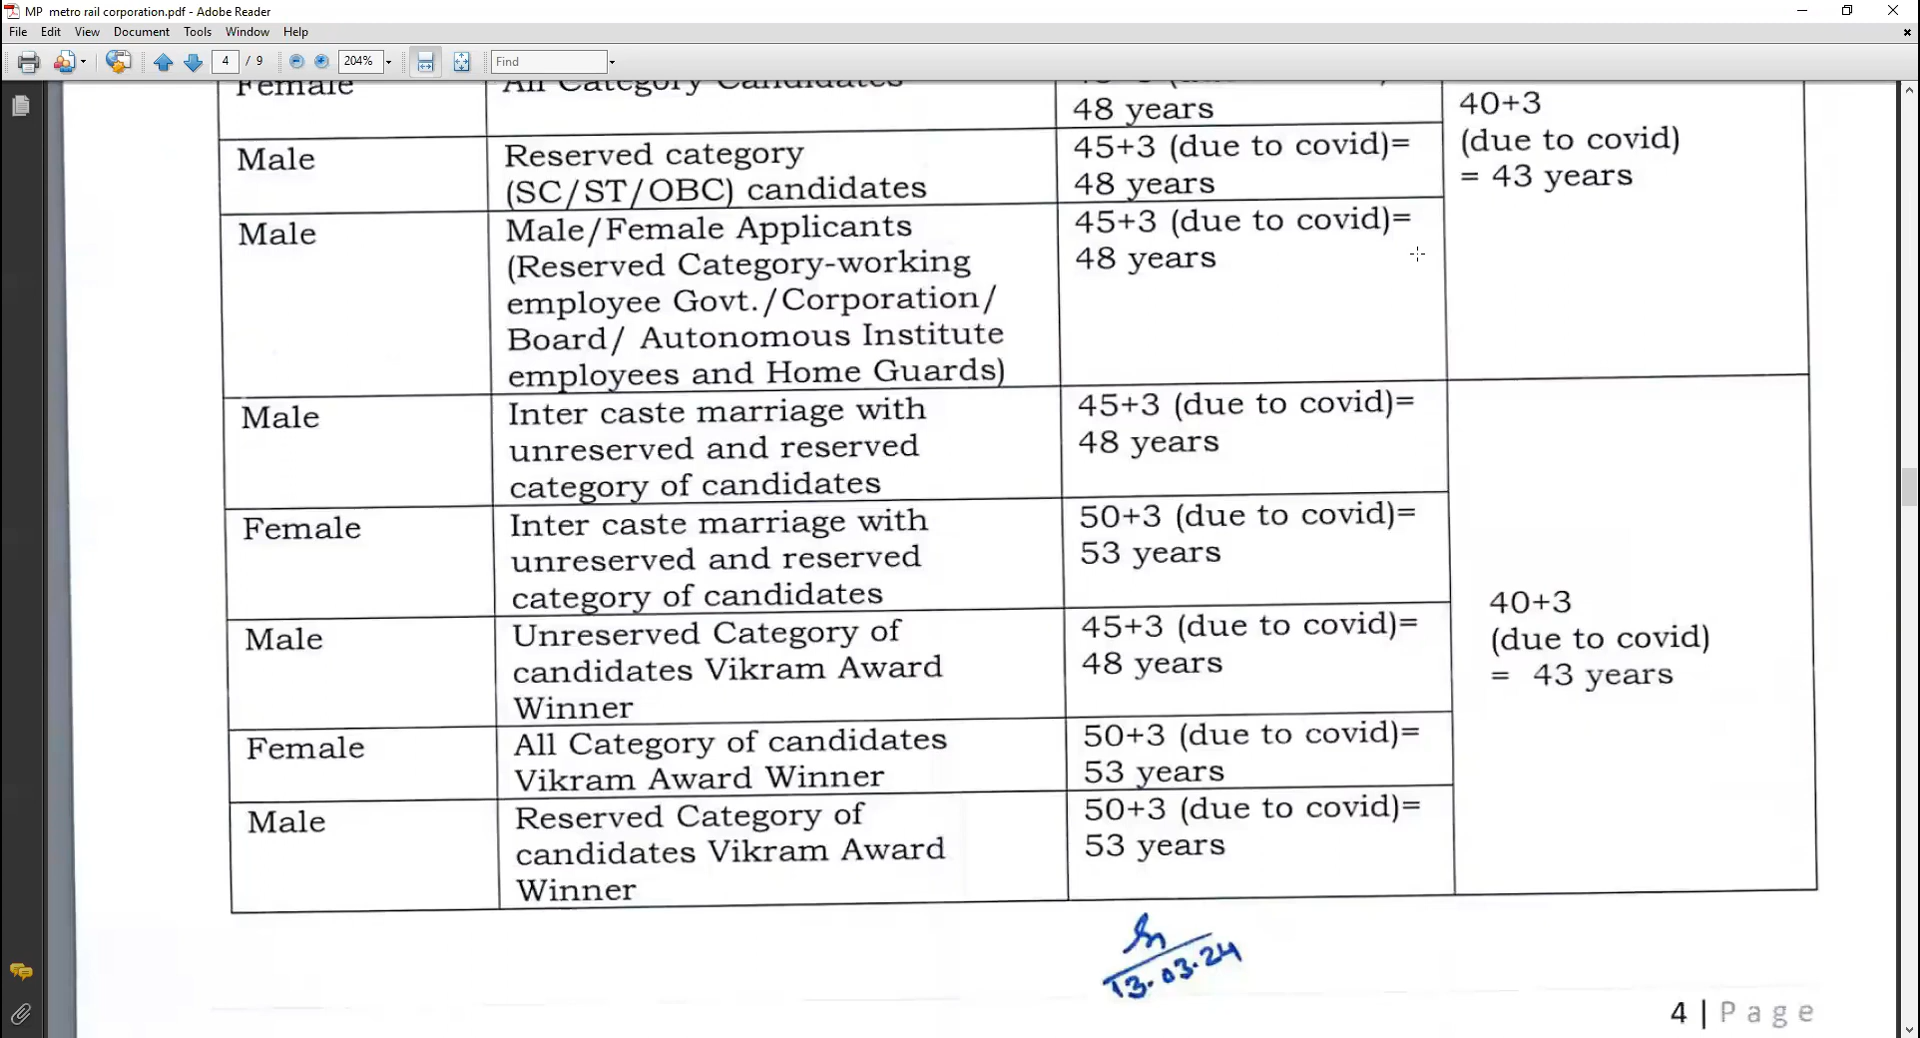 MP metro rail corporation.pdf - Adobe Reader
File Edit View Document Tools Window Help
4 / 9 204% Find
Female All Category Candidates
48 years
40+3
(due to covid)
= 43 years
Male Reserved category
(SC/ST/OBC) candidates
45+3 (due to covid)=
48 years
Male Male/Female Applicants
(Reserved Category-working
employee Govt./Corporation/
Board/ Autonomous Institute
employees and Home Guards)
45+3 (due to covid)=
48 years
Male Inter caste marriage with
unreserved and reserved
category of candidates
45+3 (due to covid)=
48 years
Female Inter caste marriage with
unreserved and reserved
category of candidates
50+3 (due to covid)=
53 years
Male Unreserved Category of
candidates Vikram Award
Winner
45+3 (due to covid)=
48 years
40+3
(due to covid)
= 43 years
Female All Category of candidates
Vikram Award Winner
50+3 (due to covid)=
53 years
Male Reserved Category of
candidates Vikram Award
Winner
50+3 (due to covid)=
53 years
13.03.24
4 | Page